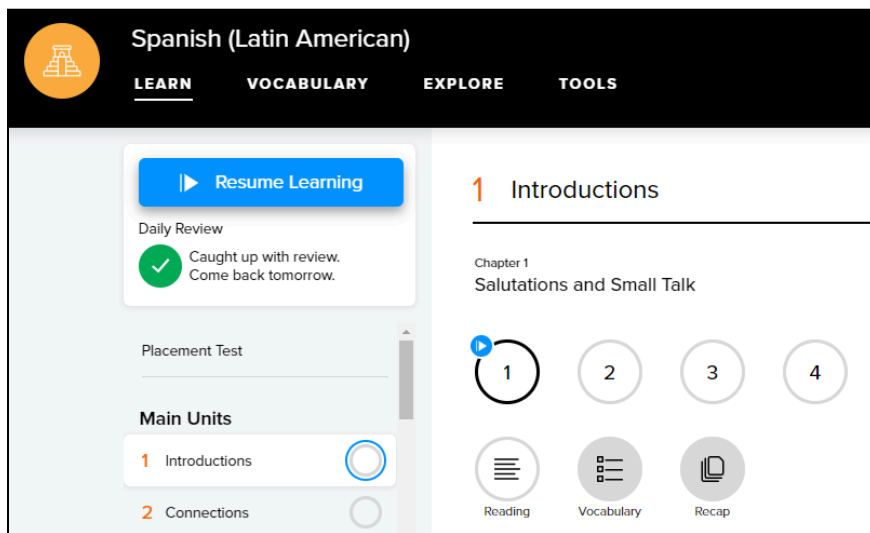 Spanish (Latin American)
LEARN VOCABULARY EXPLORE TOOLS
Resume Learning
Daily Review
Caught up with review.
Come back tomorrow.
Placement Test
Main Units
1 Introductions
2 Connections
1 Introductions
Chapter 1
Salutations and Small Talk
1 2 3 4
Reading Vocabulary Recap